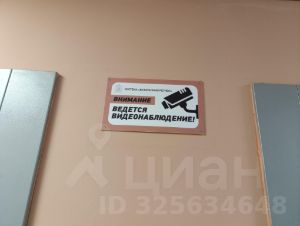 ВНИМАНИЕ
ВЕДЕТСЯ
ВИДЕОНАБЛЮДЕНИЕ!
циан
ID 325634648